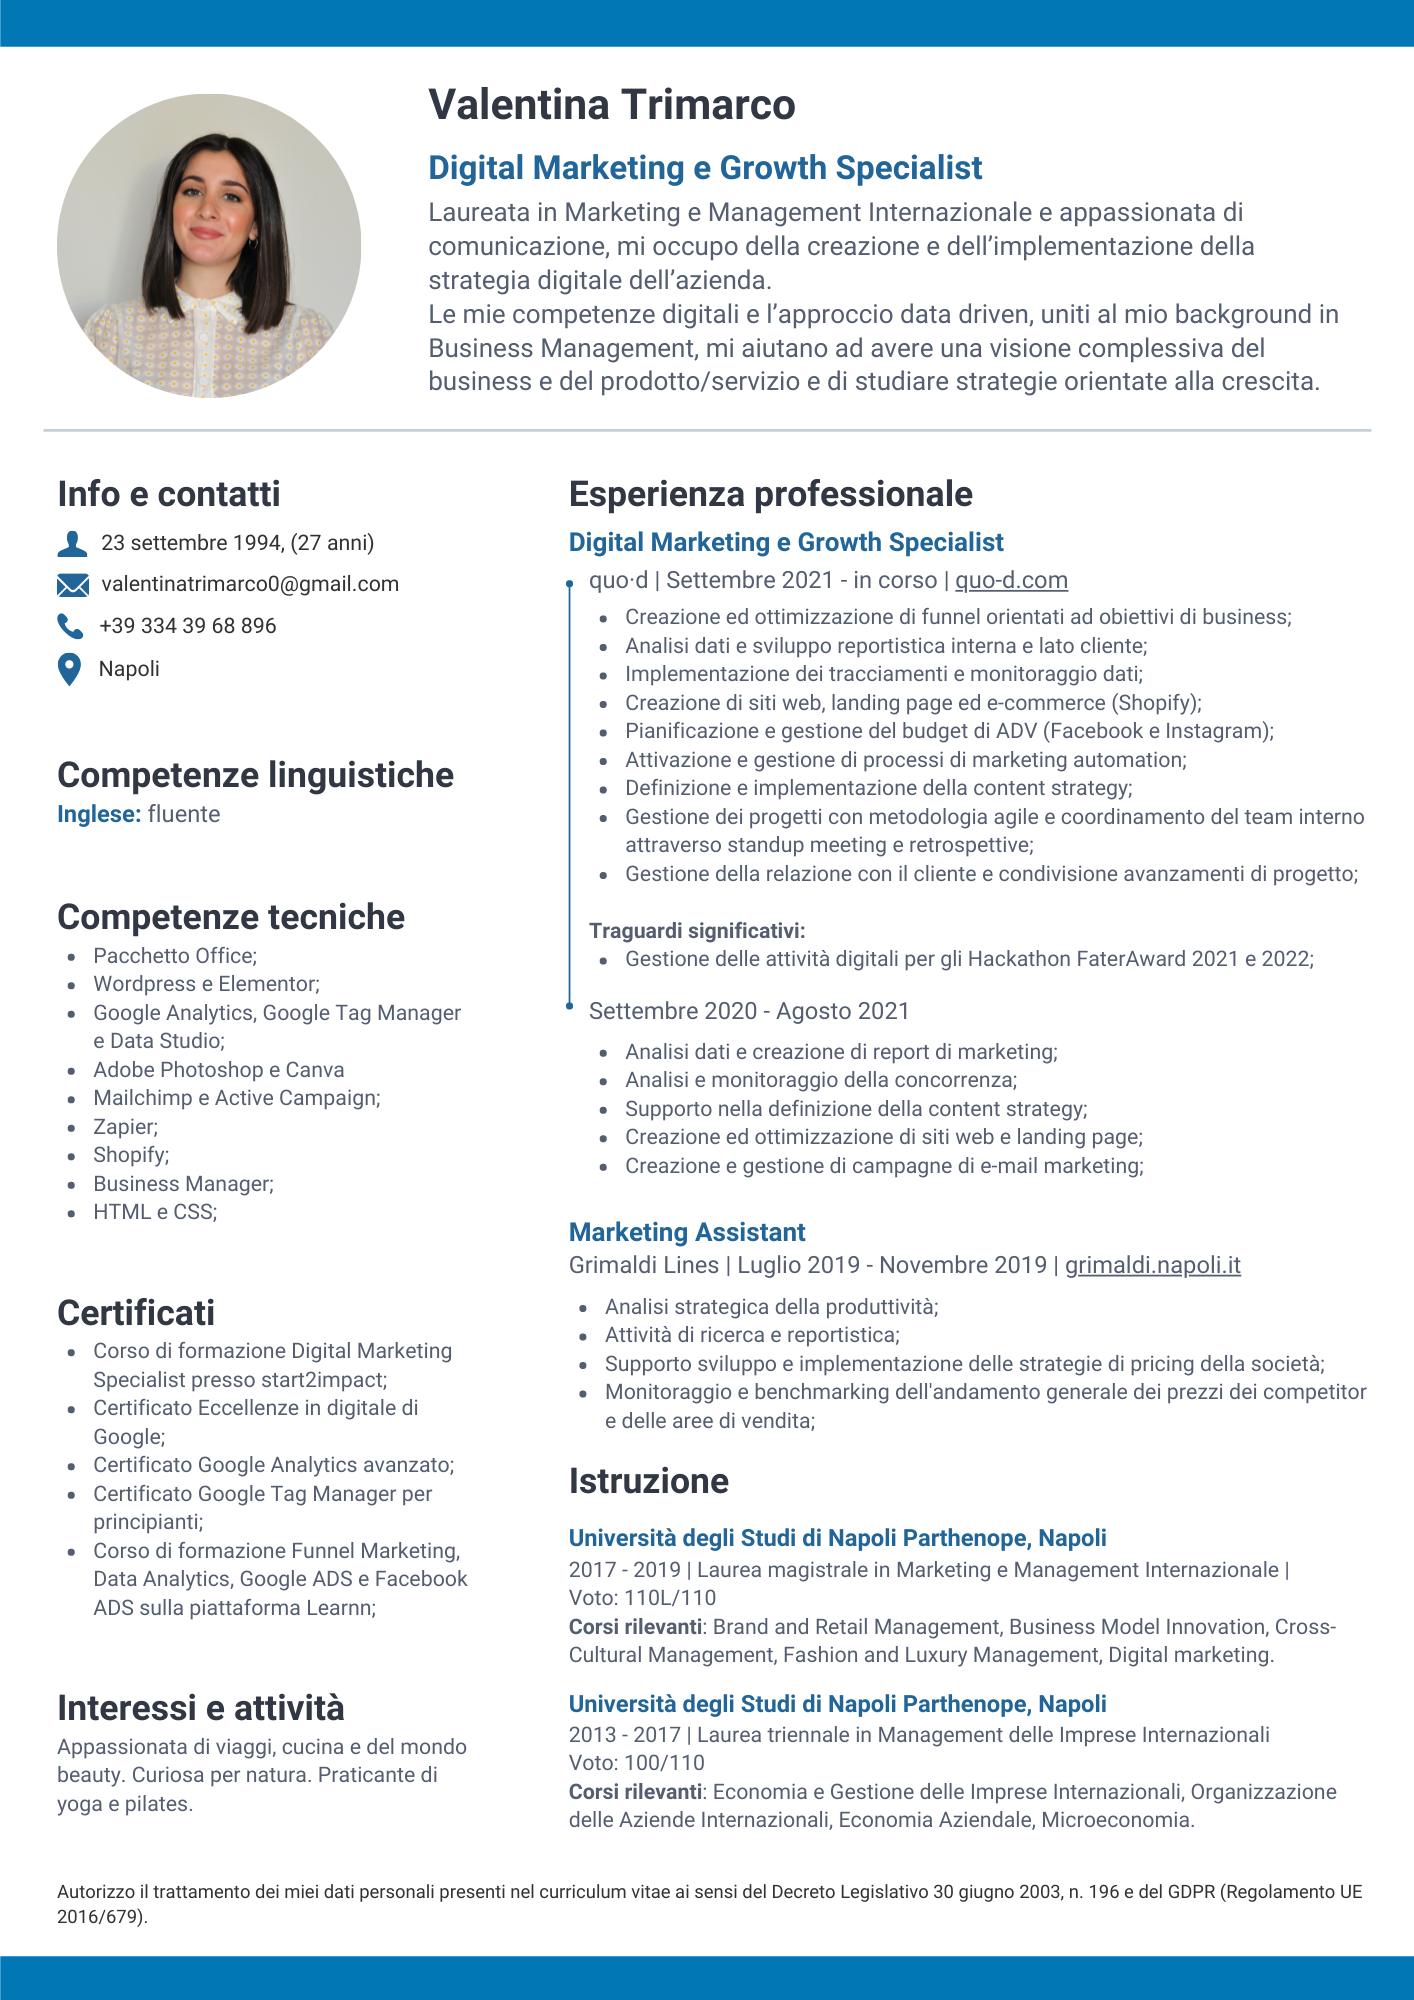 Valentina Trimarco
Digital Marketing e Growth Specialist
Laureata in Marketing e Management Internazionale e appassionata di
comunicazione, mi occupo della creazione e dell’implementazione della
strategia digitale dell’azienda.
Le mie competenze digitali e l’approccio data driven, uniti al mio background in
Business Management, mi aiutano ad avere una visione complessiva del
business e del prodotto/servizio e di studiare strategie orientate alla crescita.
Info e contatti
23 settembre 1994, (27 anni)
valentinatrimarco0@gmail.com
+39 334 39 68 896
Napoli
Competenze linguistiche
Inglese: fluente
Competenze tecniche
• Pacchetto Office;
• Wordpress e Elementor;
• Google Analytics, Google Tag Manager
e Data Studio;
• Adobe Photoshop e Canva
• Mailchimp e Active Campaign;
• Zapier;
• Shopify;
• Business Manager;
• HTML e CSS;
Certificati
• Corso di formazione Digital Marketing
Specialist presso start2impact;
• Certificato Eccellenze in digitale di
Google;
• Certificato Google Analytics avanzato;
• Certificato Google Tag Manager per
principianti;
• Corso di formazione Funnel Marketing,
Data Analytics, Google ADS e Facebook
ADS sulla piattaforma Learnn;
Interessi e attività
Appassionata di viaggi, cucina e del mondo
beauty. Curiosa per natura. Praticante di
yoga e pilates.
Esperienza professionale
Digital Marketing e Growth Specialist
quo·d | Settembre 2021 - in corso | quo-d.com
• Creazione ed ottimizzazione di funnel orientati ad obiettivi di business;
• Analisi dati e sviluppo reportistica interna e lato cliente;
• Implementazione dei tracciamenti e monitoraggio dati;
• Creazione di siti web, landing page ed e-commerce (Shopify);
• Pianificazione e gestione del budget di ADV (Facebook e Instagram);
• Attivazione e gestione di processi di marketing automation;
• Definizione e implementazione della content strategy;
• Gestione dei progetti con metodologia agile e coordinamento del team interno
attraverso standup meeting e retrospettive;
• Gestione della relazione con il cliente e condivisione avanzamenti di progetto;
Traguardi significativi:
• Gestione delle attività digitali per gli Hackathon FaterAward 2021 e 2022;
Settembre 2020 - Agosto 2021
• Analisi dati e creazione di report di marketing;
• Analisi e monitoraggio della concorrenza;
• Supporto nella definizione della content strategy;
• Creazione ed ottimizzazione di siti web e landing page;
• Creazione e gestione di campagne di e-mail marketing;
Marketing Assistant
Grimaldi Lines | Luglio 2019 - Novembre 2019 | grimaldi.napoli.it
• Analisi strategica della produttività;
• Attività di ricerca e reportistica;
• Supporto sviluppo e implementazione delle strategie di pricing della società;
• Monitoraggio e benchmarking dell'andamento generale dei prezzi dei competitor
e delle aree di vendita;
Istruzione
Università degli Studi di Napoli Parthenope, Napoli
2017 - 2019 | Laurea magistrale in Marketing e Management Internazionale |
Voto: 110L/110
Corsi rilevanti: Brand and Retail Management, Business Model Innovation, Cross-
Cultural Management, Fashion and Luxury Management, Digital marketing.
Università degli Studi di Napoli Parthenope, Napoli
2013 - 2017 | Laurea triennale in Management delle Imprese Internazionali
Voto: 100/110
Corsi rilevanti: Economia e Gestione delle Imprese Internazionali, Organizzazione
delle Aziende Internazionali, Economia Aziendale, Microeconomia.
Autorizzo il trattamento dei miei dati personali presenti nel curriculum vitae ai sensi del Decreto Legislativo 30 giugno 2003, n. 196 e del GDPR (Regolamento UE
2016/679).